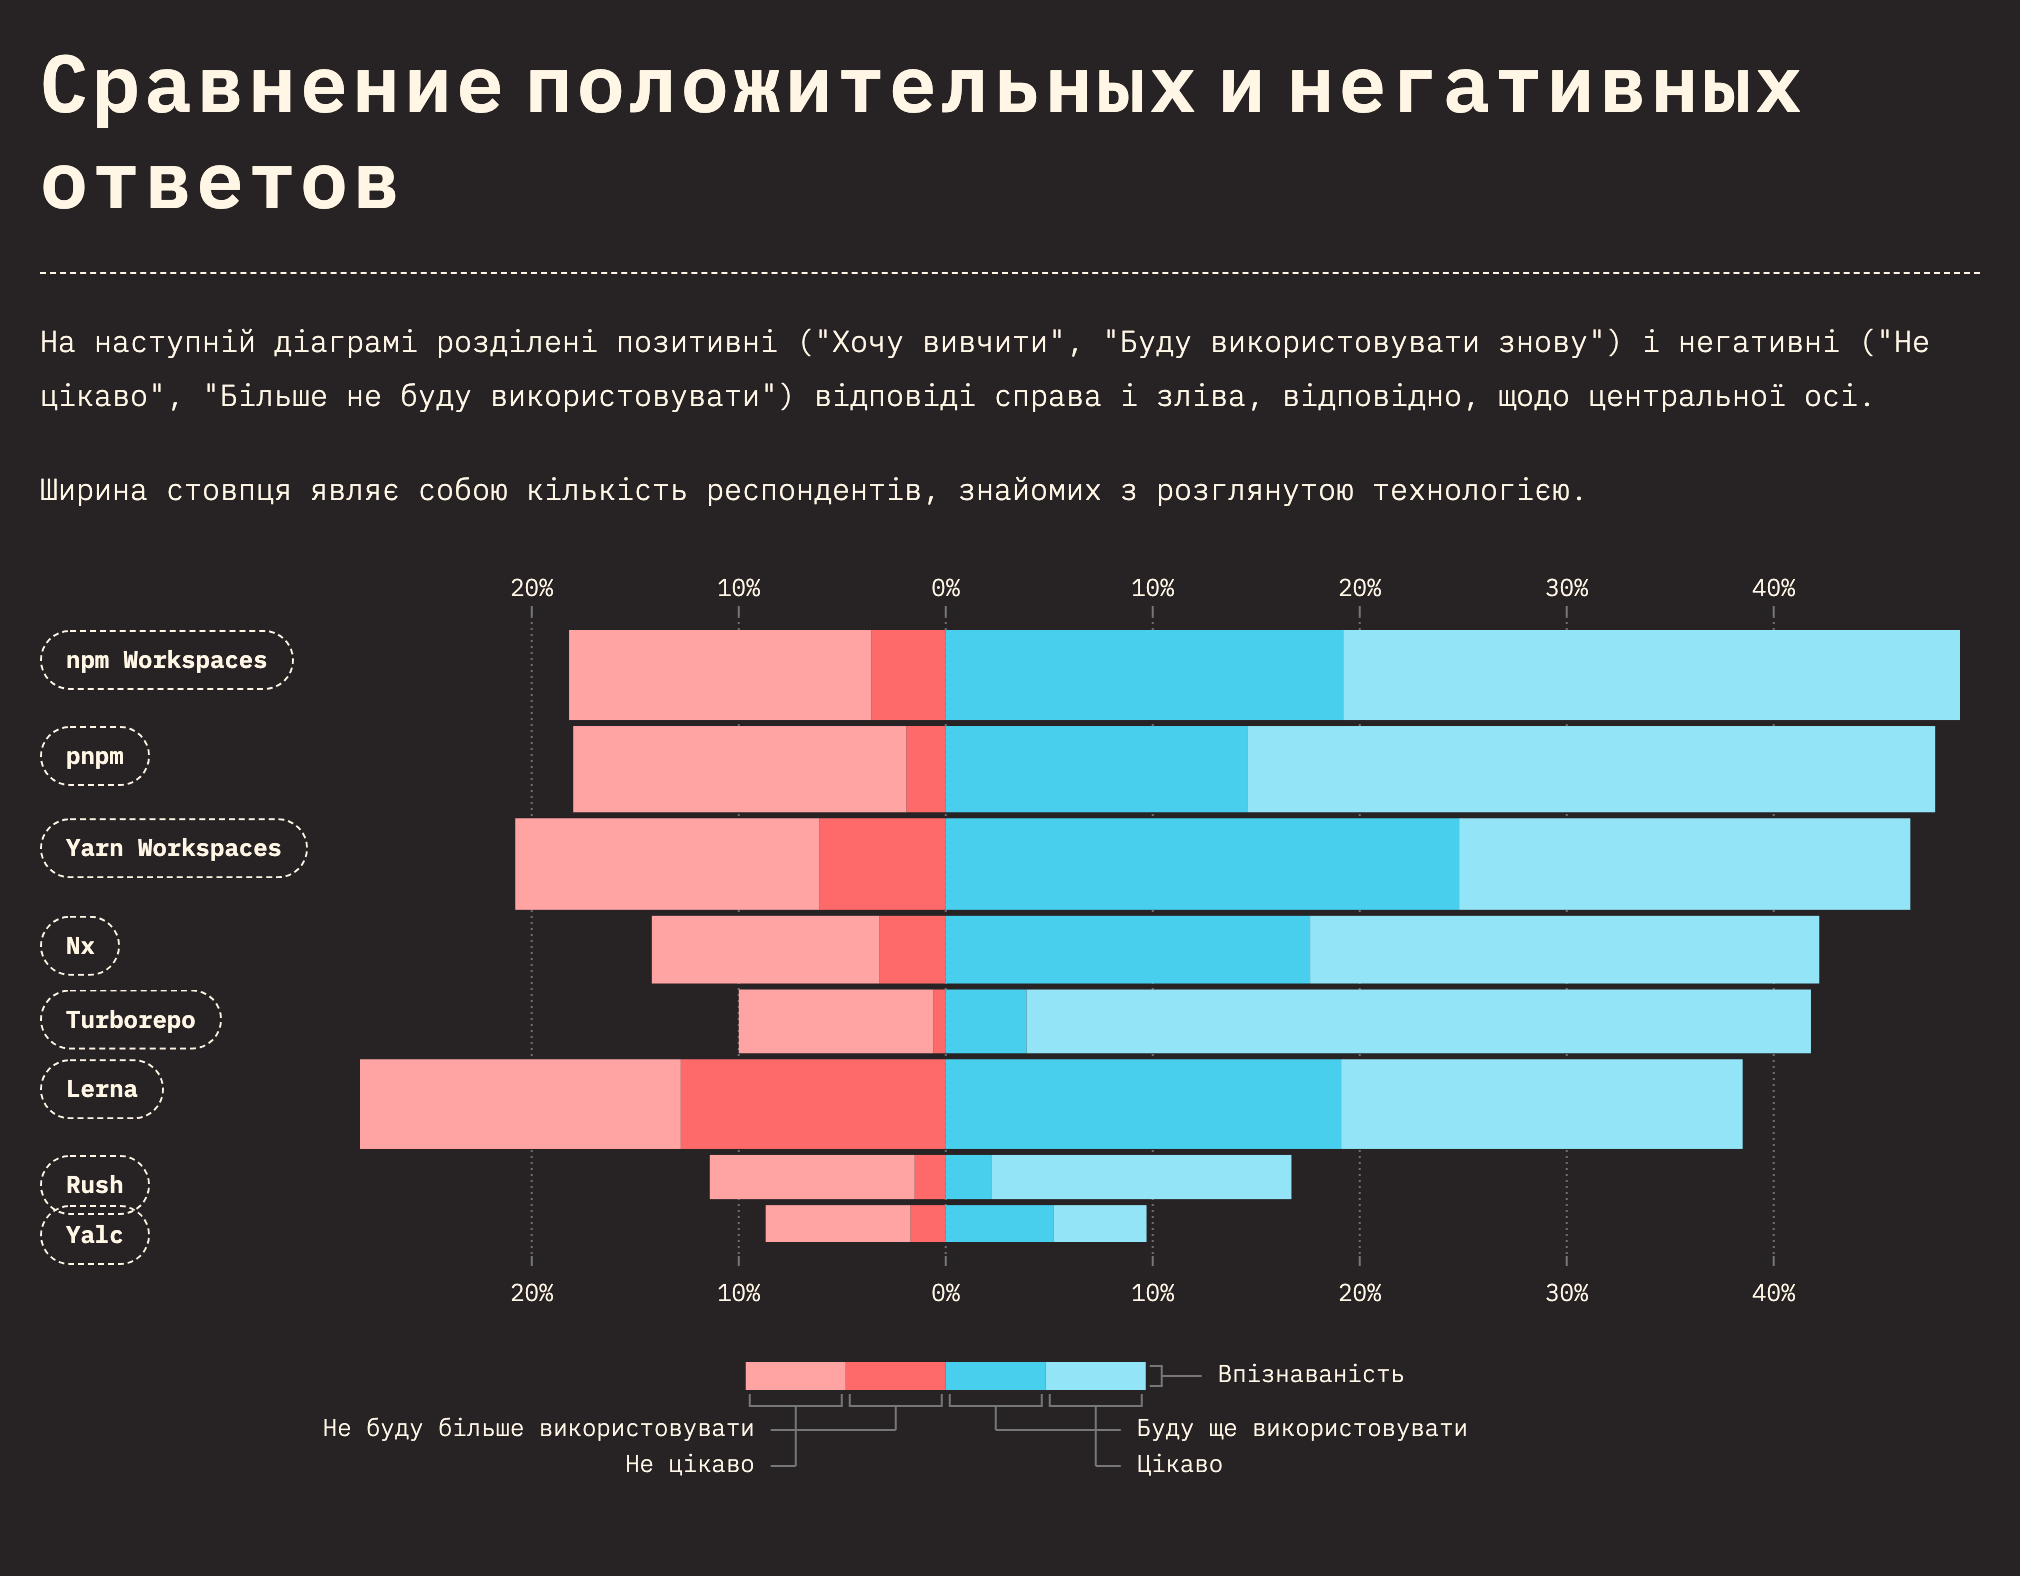 Сравнение положительных и негативных
ответов
На наступній діаграмі розділені позитивні ("Хочу вивчити", "Буду використовувати знову") і негативні ("Не
цікаво", "Більше не буду використовувати") відповіді справа і зліва, відповідно, щодо центральної осі.
Ширина стовпця являє собою кількість респондентів, знайомих з розглянутою технологією.
20% 10% 0% 10% 20% 30% 40%
npm Workspaces
pnpm
Yarn Workspaces
Nx
Turborepo
Lerna
Rush
Yalc
20% 10% 0% 10% 20% 30% 40%
Впізнаваність
Не буду більше використовувати Буду ще використовувати
Не цікаво Цікаво